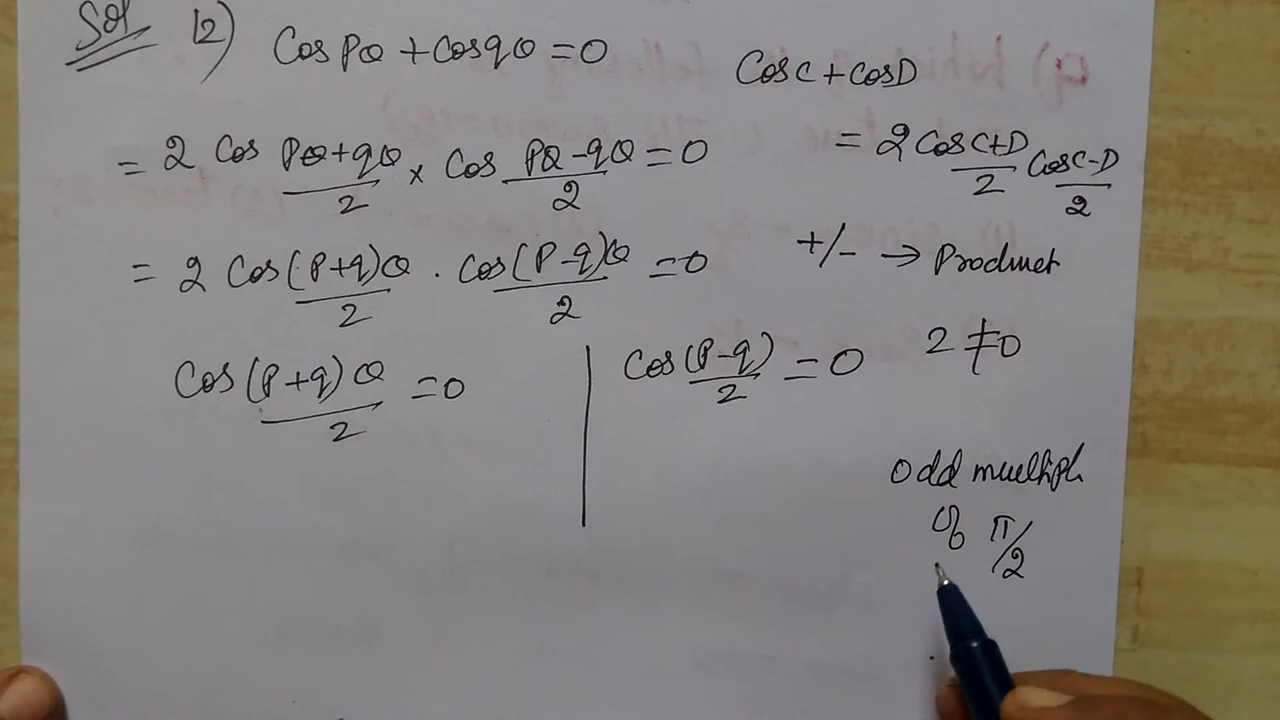 Sol 12) Cos pθ + cos qθ = 0
= 2 Cos pθ+qθ/2 × Cos pθ-qθ/2 = 0
= 2 Cos (p+q)θ/2 . Cos (p-q)θ/2 = 0
Cos (p+q)θ/2 = 0
Cos (p-q)/2 = 0
Cos C + cos D
= 2 Cos C+D/2 Cos C-D/2
+/- → Product
2 ≠ 0
odd multiple
of π/2